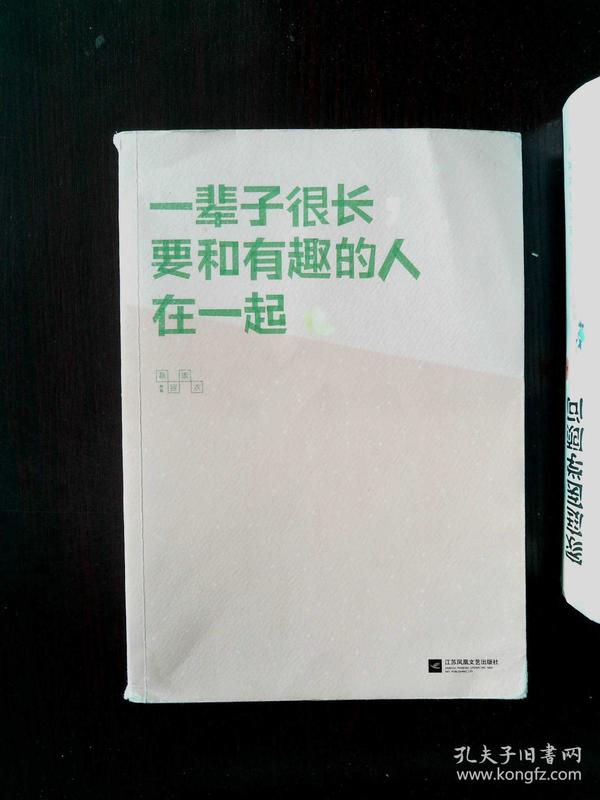 一辈子很长，
要和有趣的人
在一起
江苏凤凰文艺出版社
孔夫子旧书网
www.kongfz.com